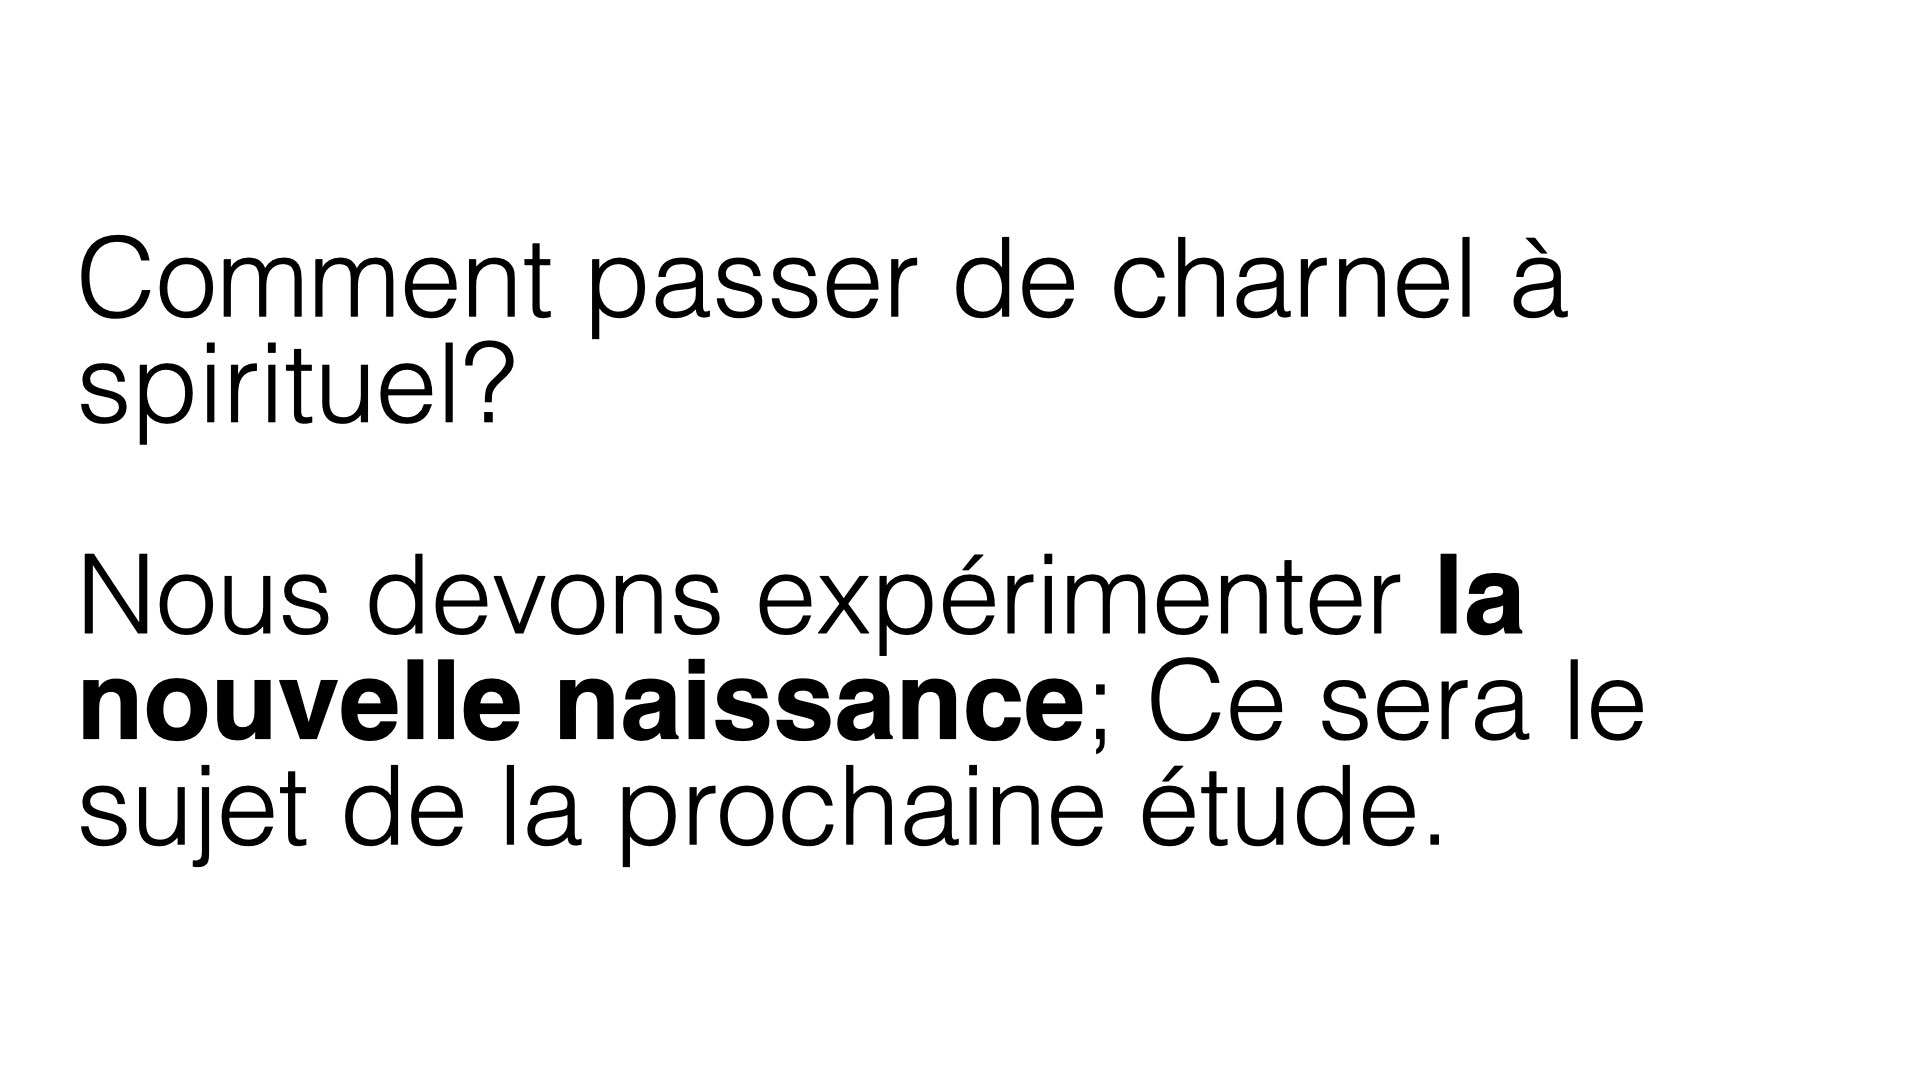 Comment passer de charnel à
spirituel?
Nous devons expérimenter la
nouvelle naissance; Ce sera le
sujet de la prochaine étude.